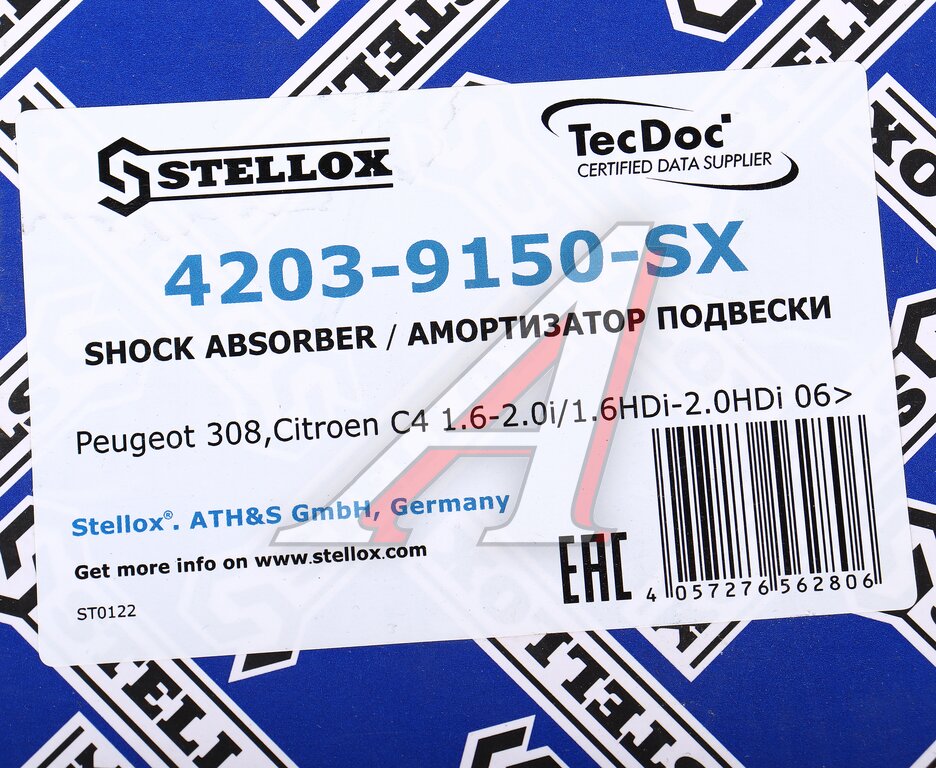 STELLOX
TecDoc
CERTIFIED DATA SUPPLIER
4203-9150-SX
SHOCK ABSORBER / АМОРТИЗАТОР ПОДВЕСКИ
Peugeot 308,Citroen C4 1.6-2.0i/1.6HDi-2.0HDi 06>
Stellox®. ATH&S GmbH, Germany
Get more info on www.stellox.com
ST0122
EAC
4 057276 562806